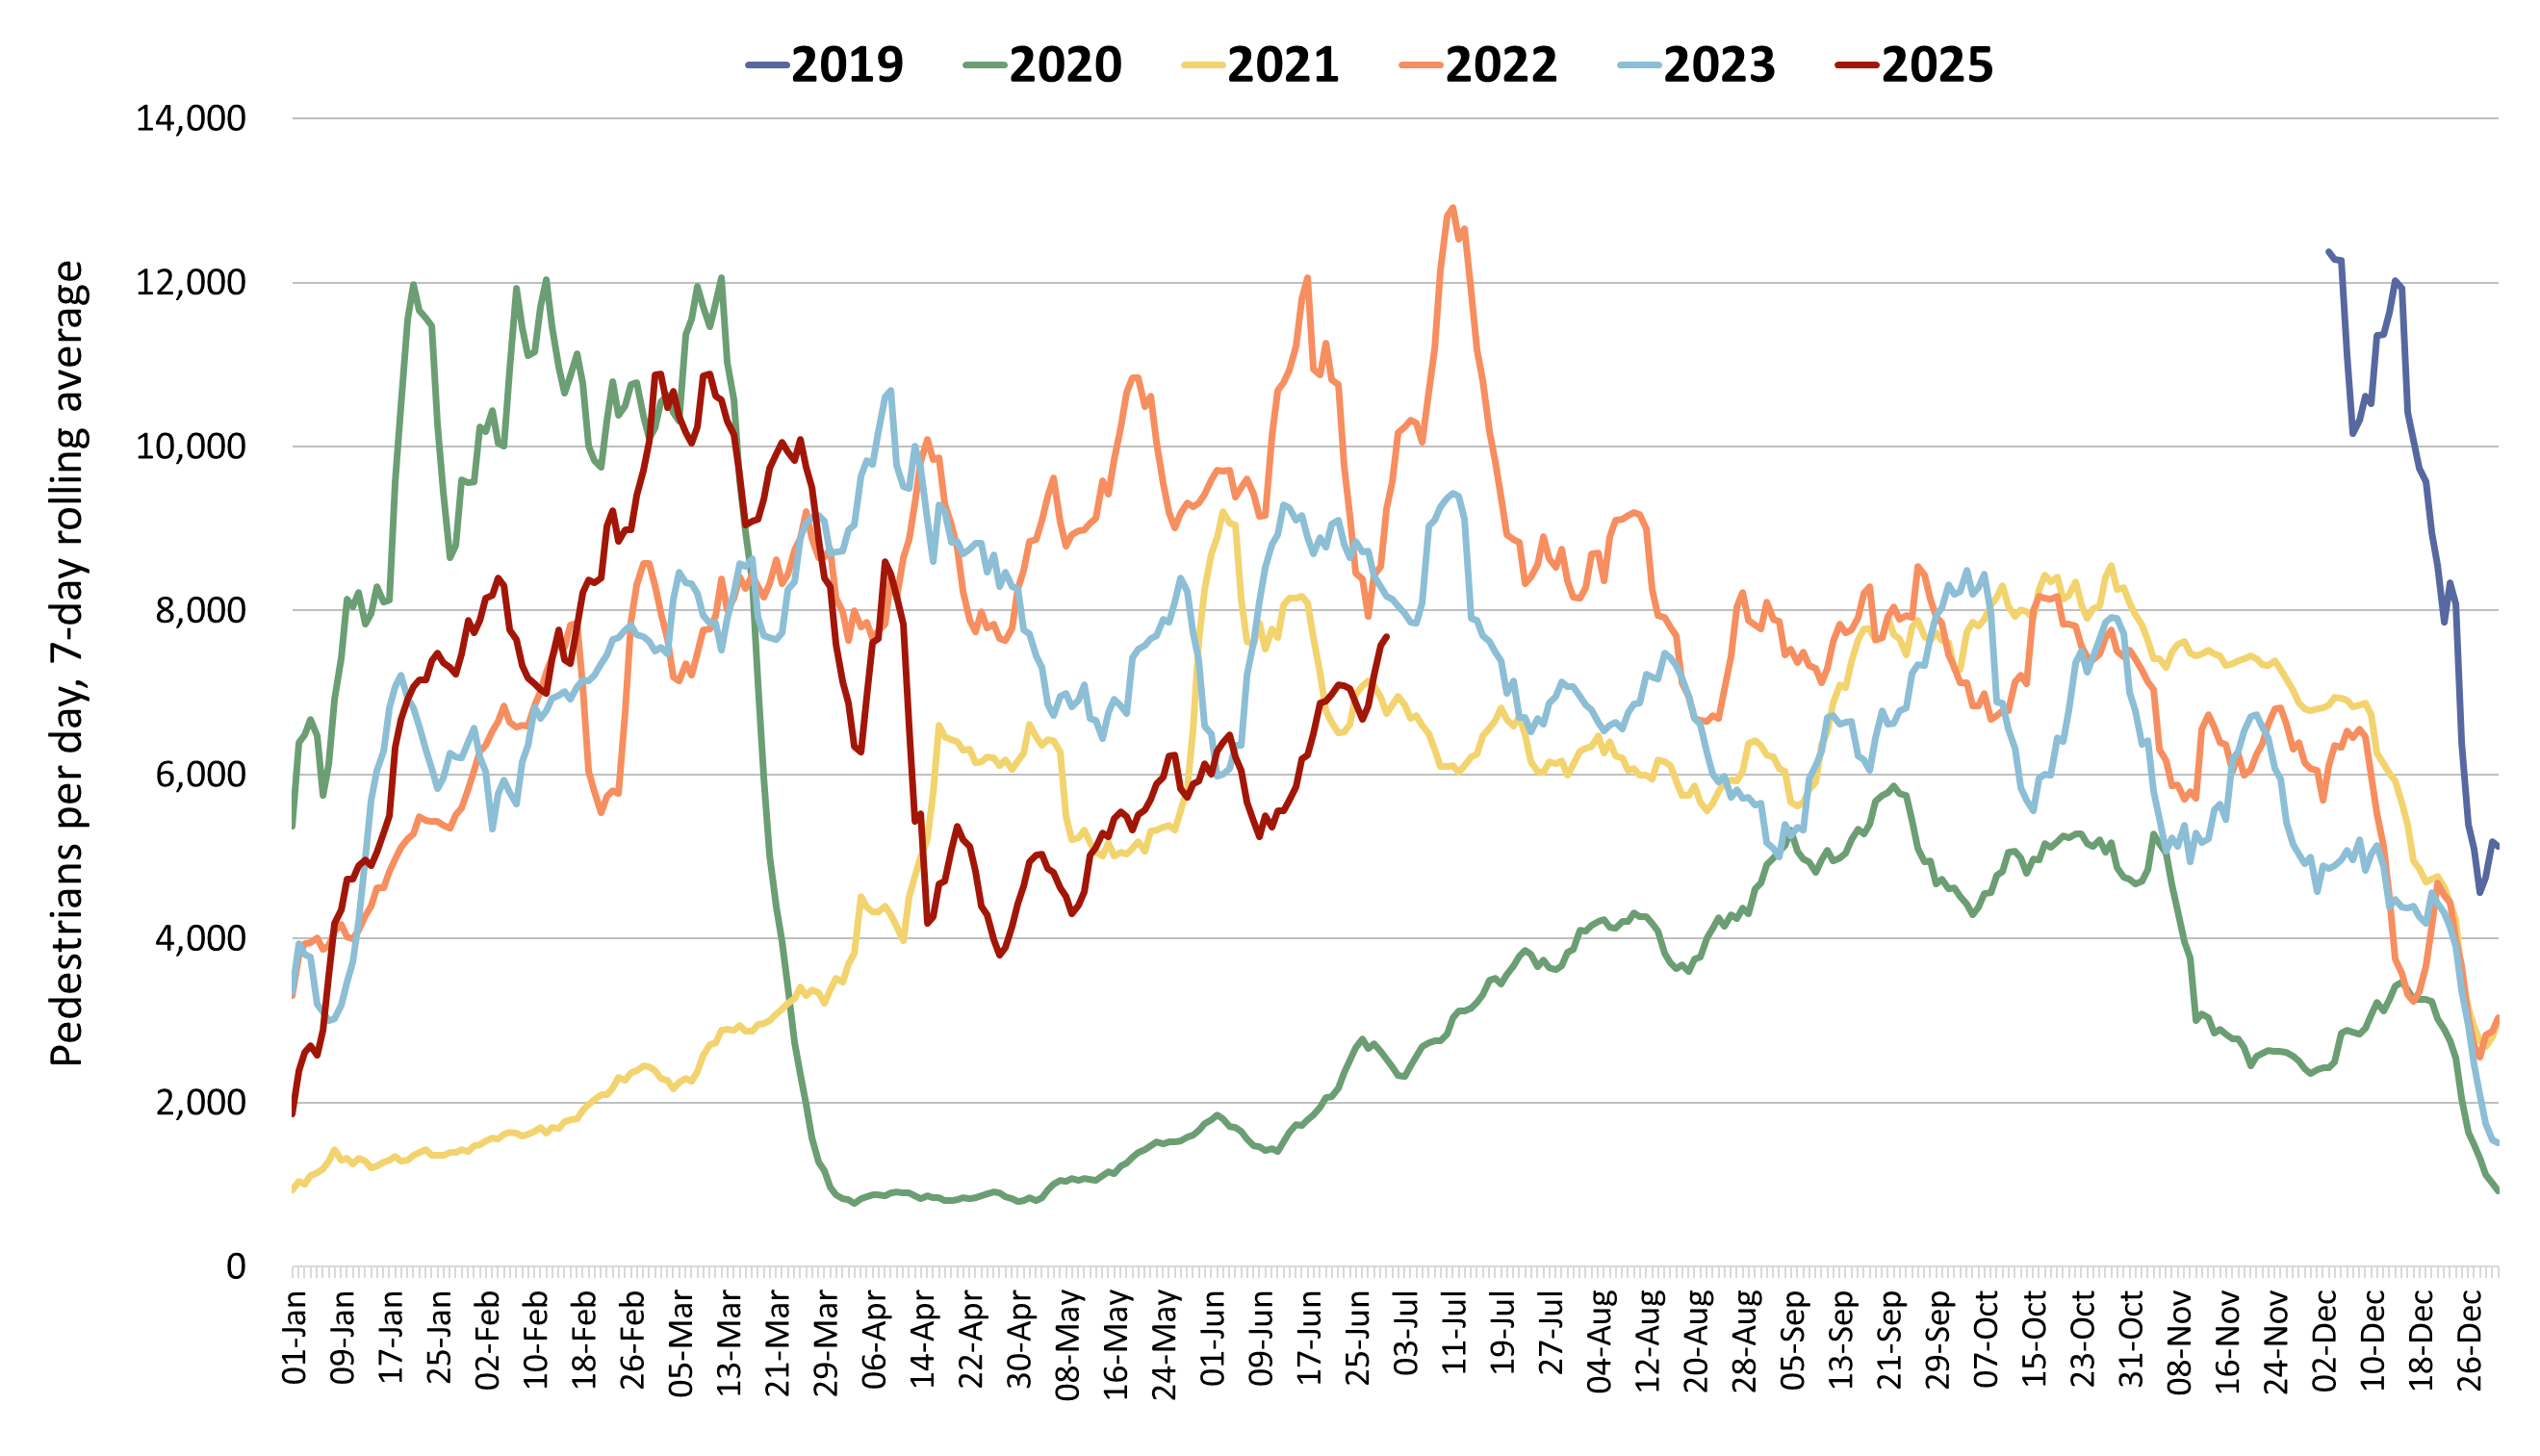 2019 2020 2021 2022 2023 2025
Pedestrians per day, 7-day rolling average
14,000
12,000
10,000
8,000
6,000
4,000
2,000
0
01-Jan 09-Jan 17-Jan 25-Jan 02-Feb 10-Feb 18-Feb 26-Feb 05-Mar 13-Mar 21-Mar 29-Mar 06-Apr 14-Apr 22-Apr 30-Apr 08-May 16-May 24-May 01-Jun 09-Jun 17-Jun 25-Jun 03-Jul 11-Jul 19-Jul 27-Jul 04-Aug 12-Aug 20-Aug 28-Aug 05-Sep 13-Sep 21-Sep 29-Sep 07-Oct 15-Oct 23-Oct 31-Oct 08-Nov 16-Nov 24-Nov 02-Dec 10-Dec 18-Dec 26-Dec